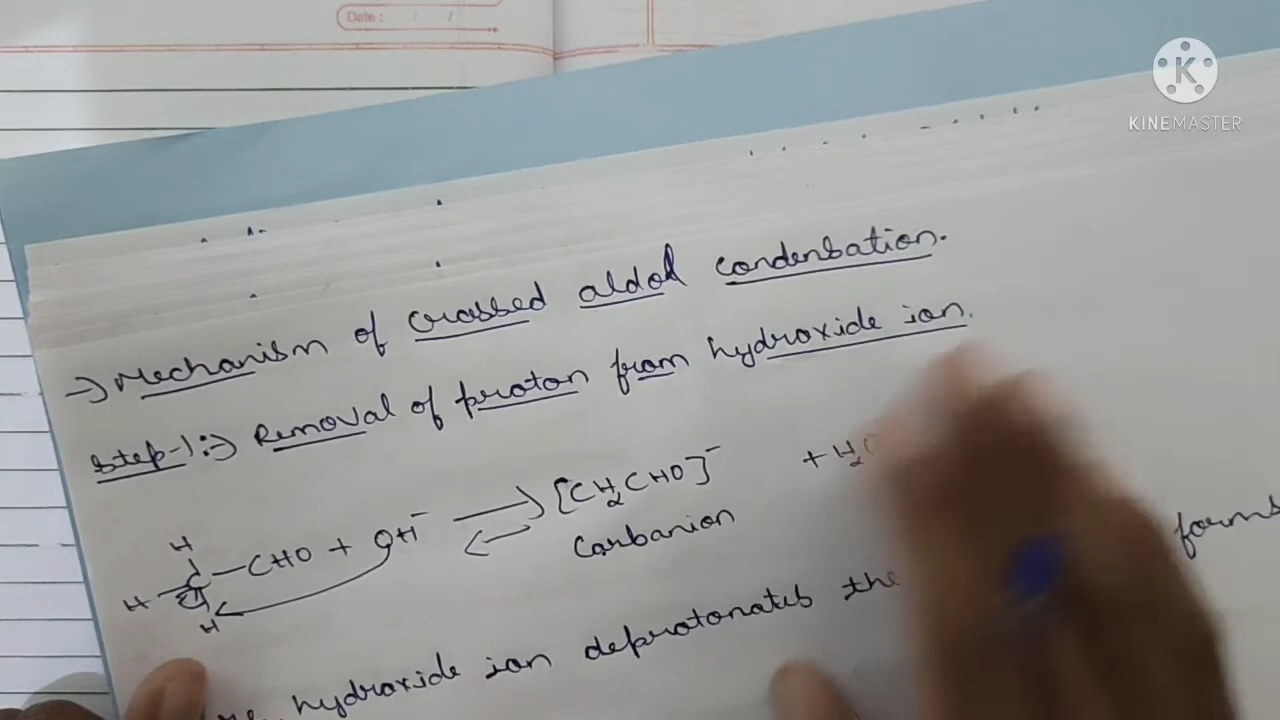 Date: / /
KINEMASTER
-> Mechanism of crossed aldol condensation.
Step-1:-> Removal of proton from hydroxide ion.
H
H C -CHO + OH⁻ ⇌ [CH₂CHO]⁻ + H₂O
H
Carbanion
hydroxide ion deprotonates the forms